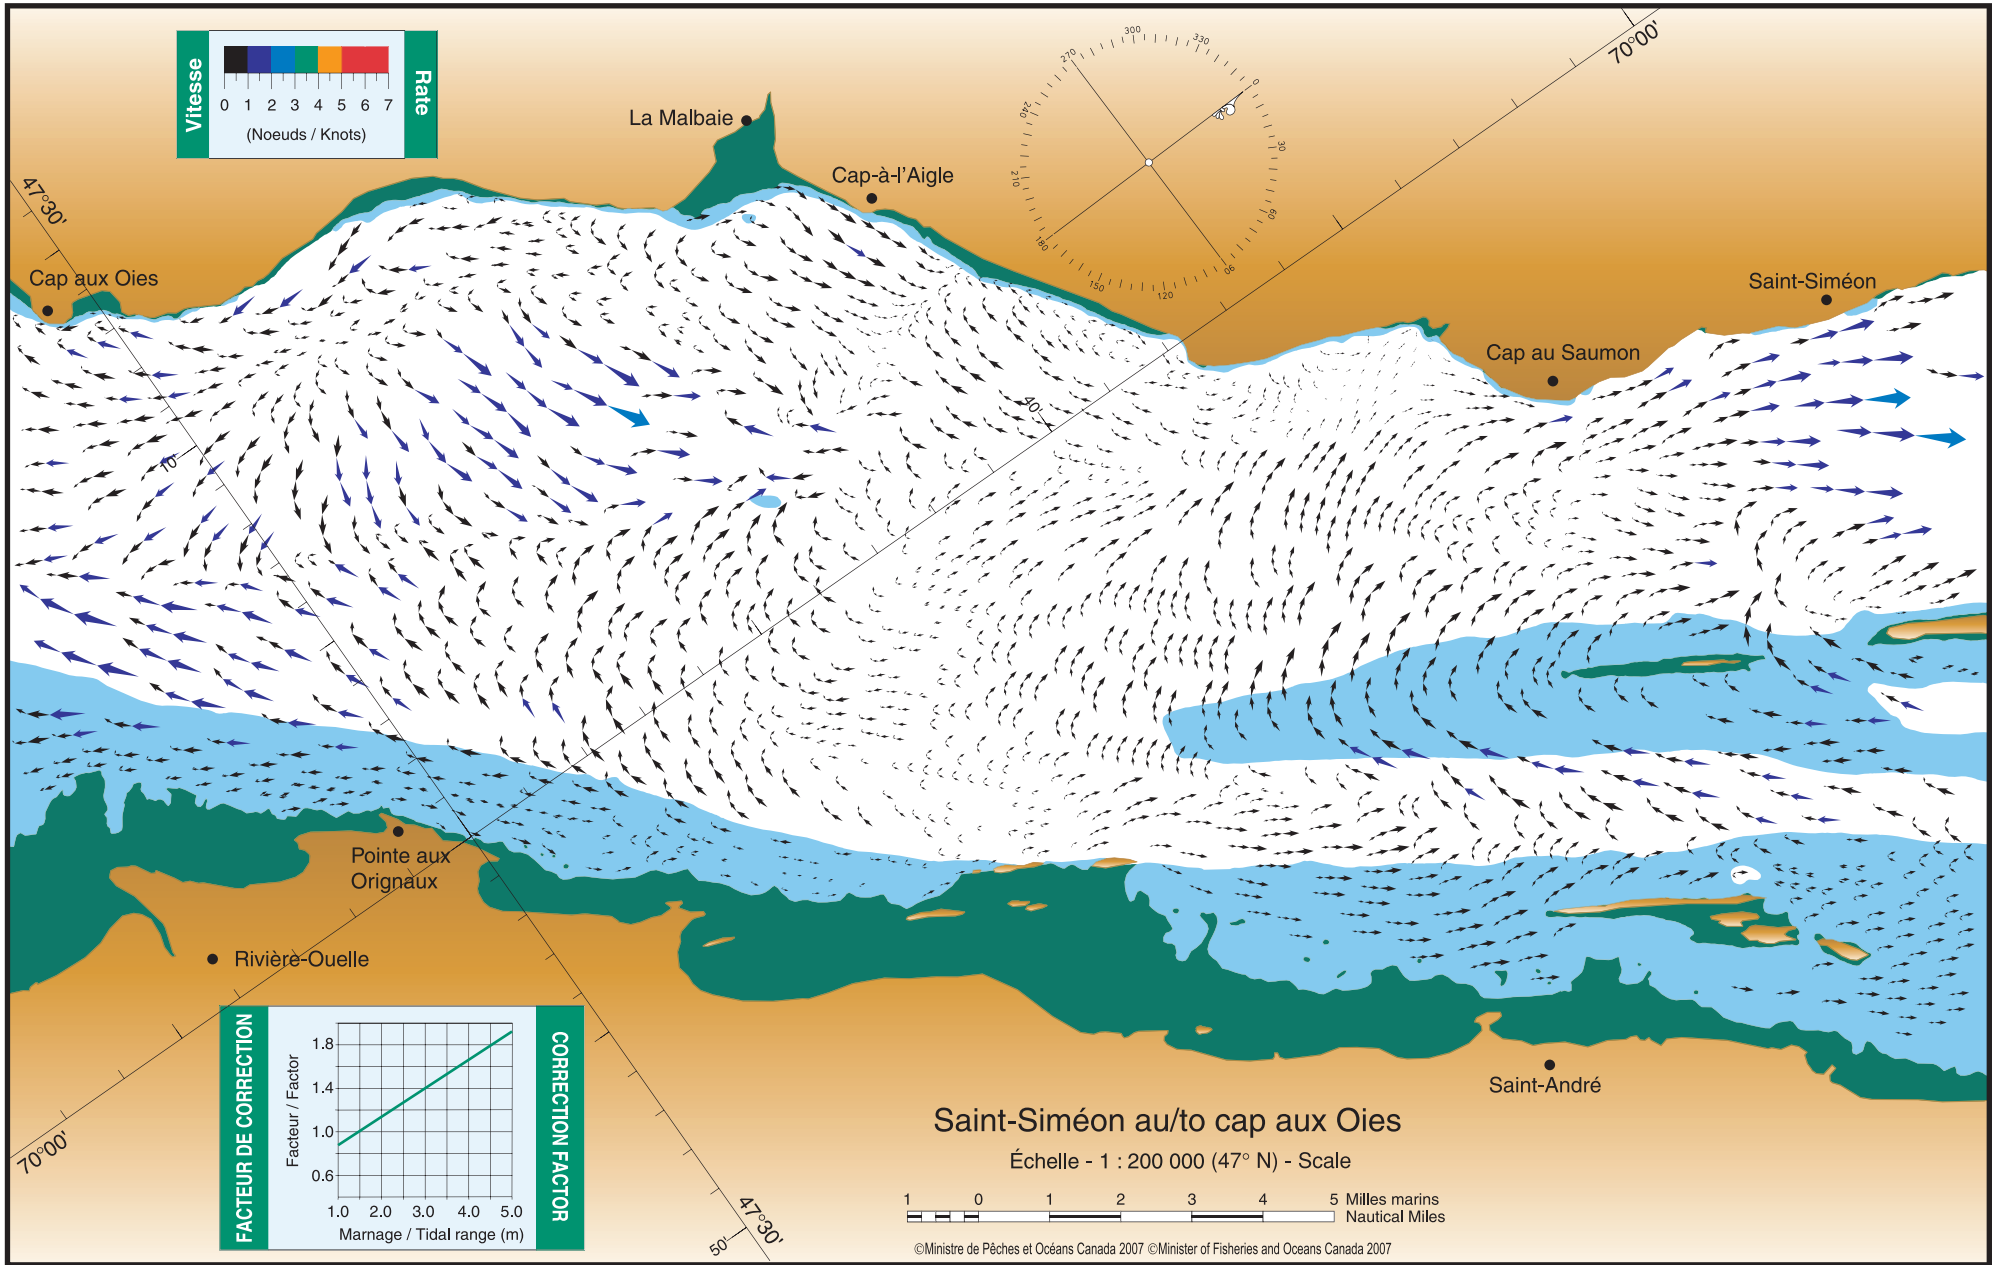 Vitesse
0 1 2 3 4 5 6 7
(Noeuds / Knots)
Rate
La Malbaie
Cap-à-l'Aigle
270
300
330
0
30
60
90
120
150
180
210
240
70°00'
47°30'
Cap aux Oies
Saint-Siméon
Cap au Saumon
40'
10'
Pointe aux
Orignaux
Rivière-Ouelle
FACTEUR DE CORRECTION
Facteur / Factor
1.8
1.4
1.0
0.6
1.0 2.0 3.0 4.0 5.0
Marnage / Tidal range (m)
CORRECTION FACTOR
70°00'
47°30'
50'
Saint-André
Saint-Siméon au/to cap aux Oies
Échelle - 1 : 200 000 (47° N) - Scale
1 0 1 2 3 4 5 Milles marins
Nautical Miles
©Ministre de Pêches et Océans Canada 2007 ©Minister of Fisheries and Oceans Canada 2007